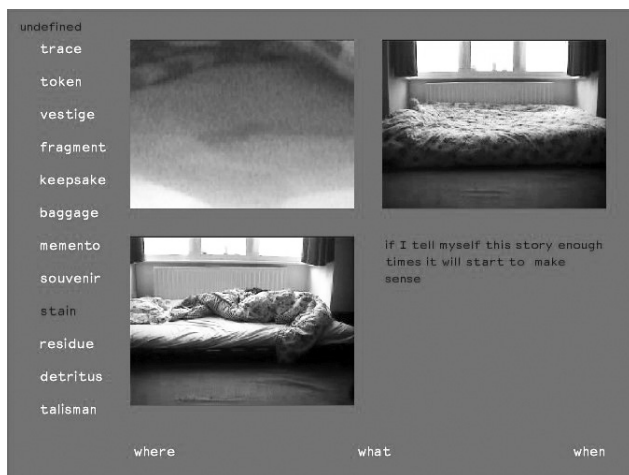 undefined
trace
token
vestige
fragment
keepsake
baggage
memento
souvenir
stain
residue
detritus
talisman
if I tell myself this story enough
times it will start to make
sense
where what when